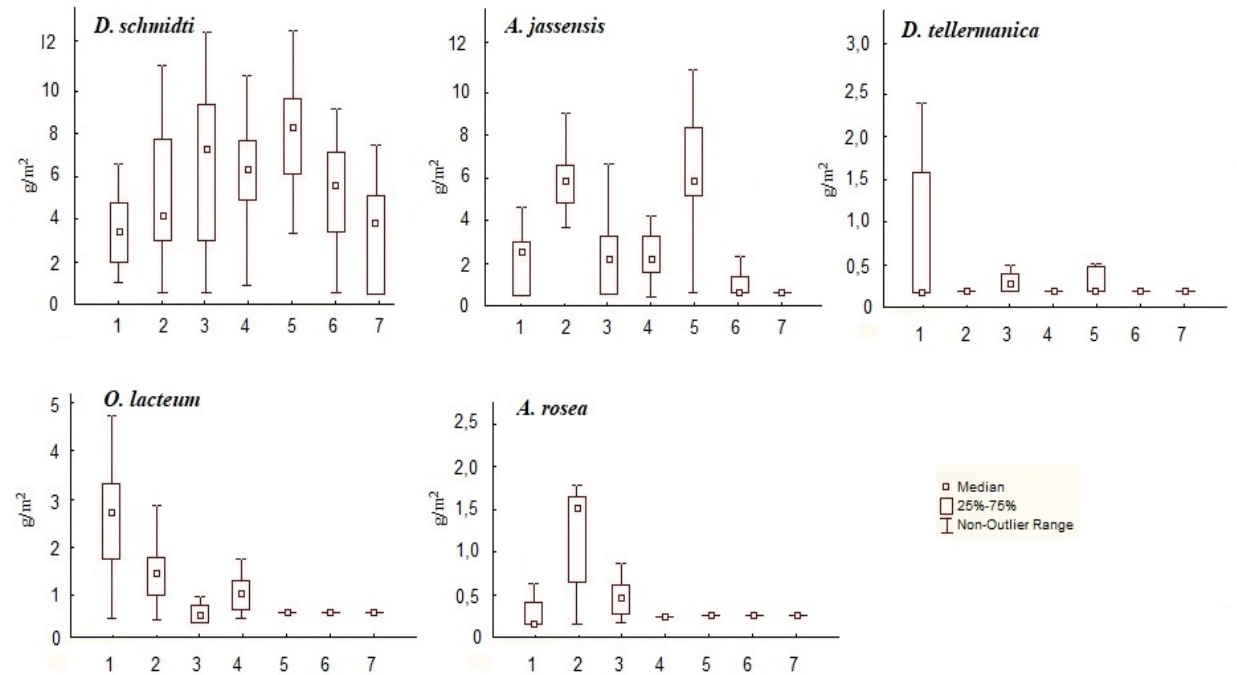 D. schmidti
12
10
8
6
4
2
0
g/m²
1 2 3 4 5 6 7
A. jassensis
12
10
8
6
4
2
0
g/m²
1 2 3 4 5 6 7
D. tellermanica
3,0
2,5
2,0
1,5
1,0
0,5
0
g/m²
1 2 3 4 5 6 7
O. lacteum
5
4
3
2
1
0
g/m²
1 2 3 4 5 6 7
A. rosea
2,5
2,0
1,5
1,0
0,5
0
g/m²
1 2 3 4 5 6 7
Median
25%-75%
Non-Outlier Range